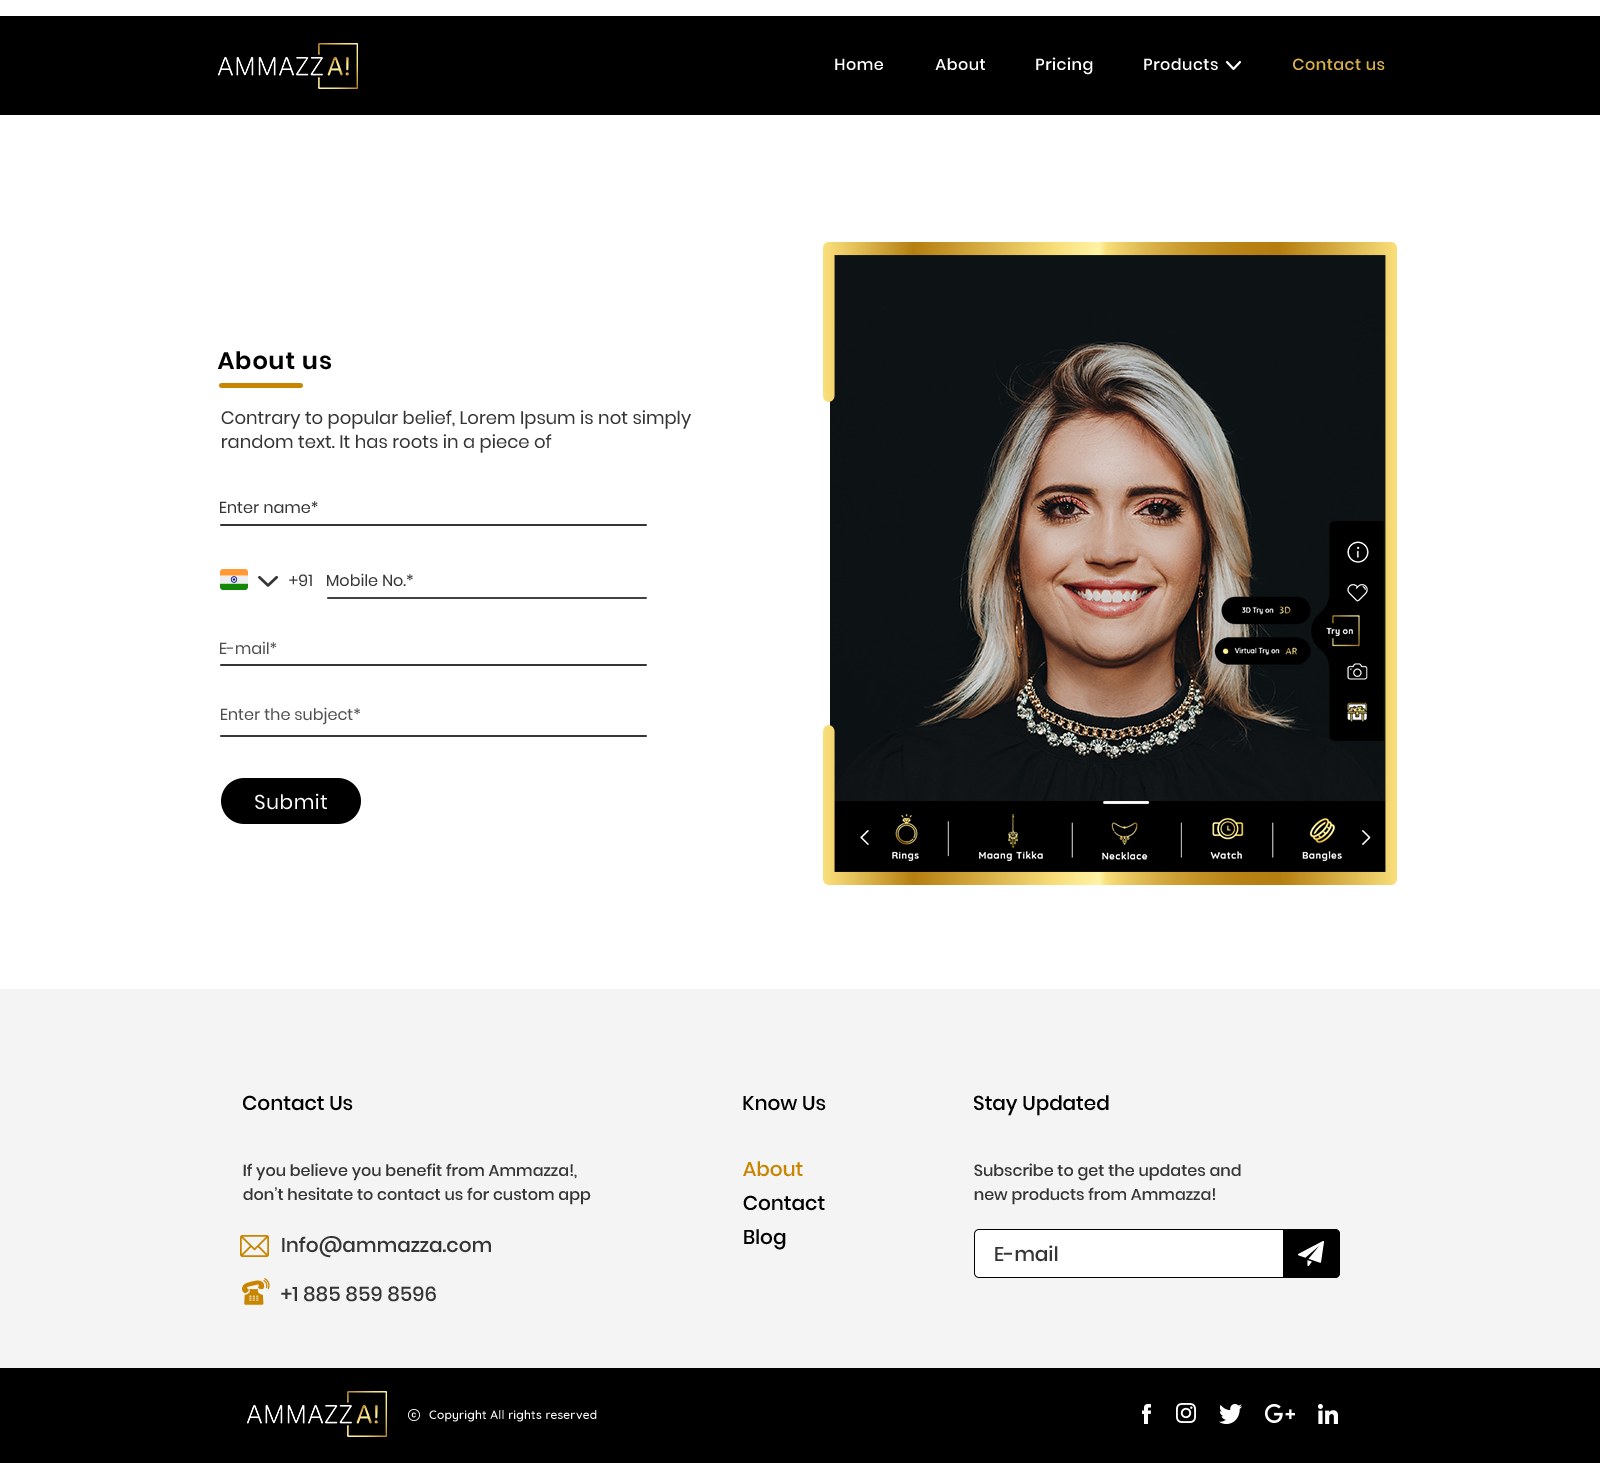 AMMAZZA!
Home
About
Pricing
Products
Contact us
About us
Contrary to popular belief, Lorem Ipsum is not simply
random text. It has roots in a piece of
Enter name*
+91 Mobile No.*
E-mail*
Enter the subject*
Submit
3D Try on 3D
Virtual Try on AR
Try on
Rings
Maang Tikka
Necklace
Watch
Bangles
Contact Us
If you believe you benefit from Ammazza!,
don't hesitate to contact us for custom app
Info@ammazza.com
+1 885 859 8596
Know Us
About
Contact
Blog
Stay Updated
Subscribe to get the updates and
new products from Ammazza!
E-mail
AMMAZZA!
© Copyright All rights reserved